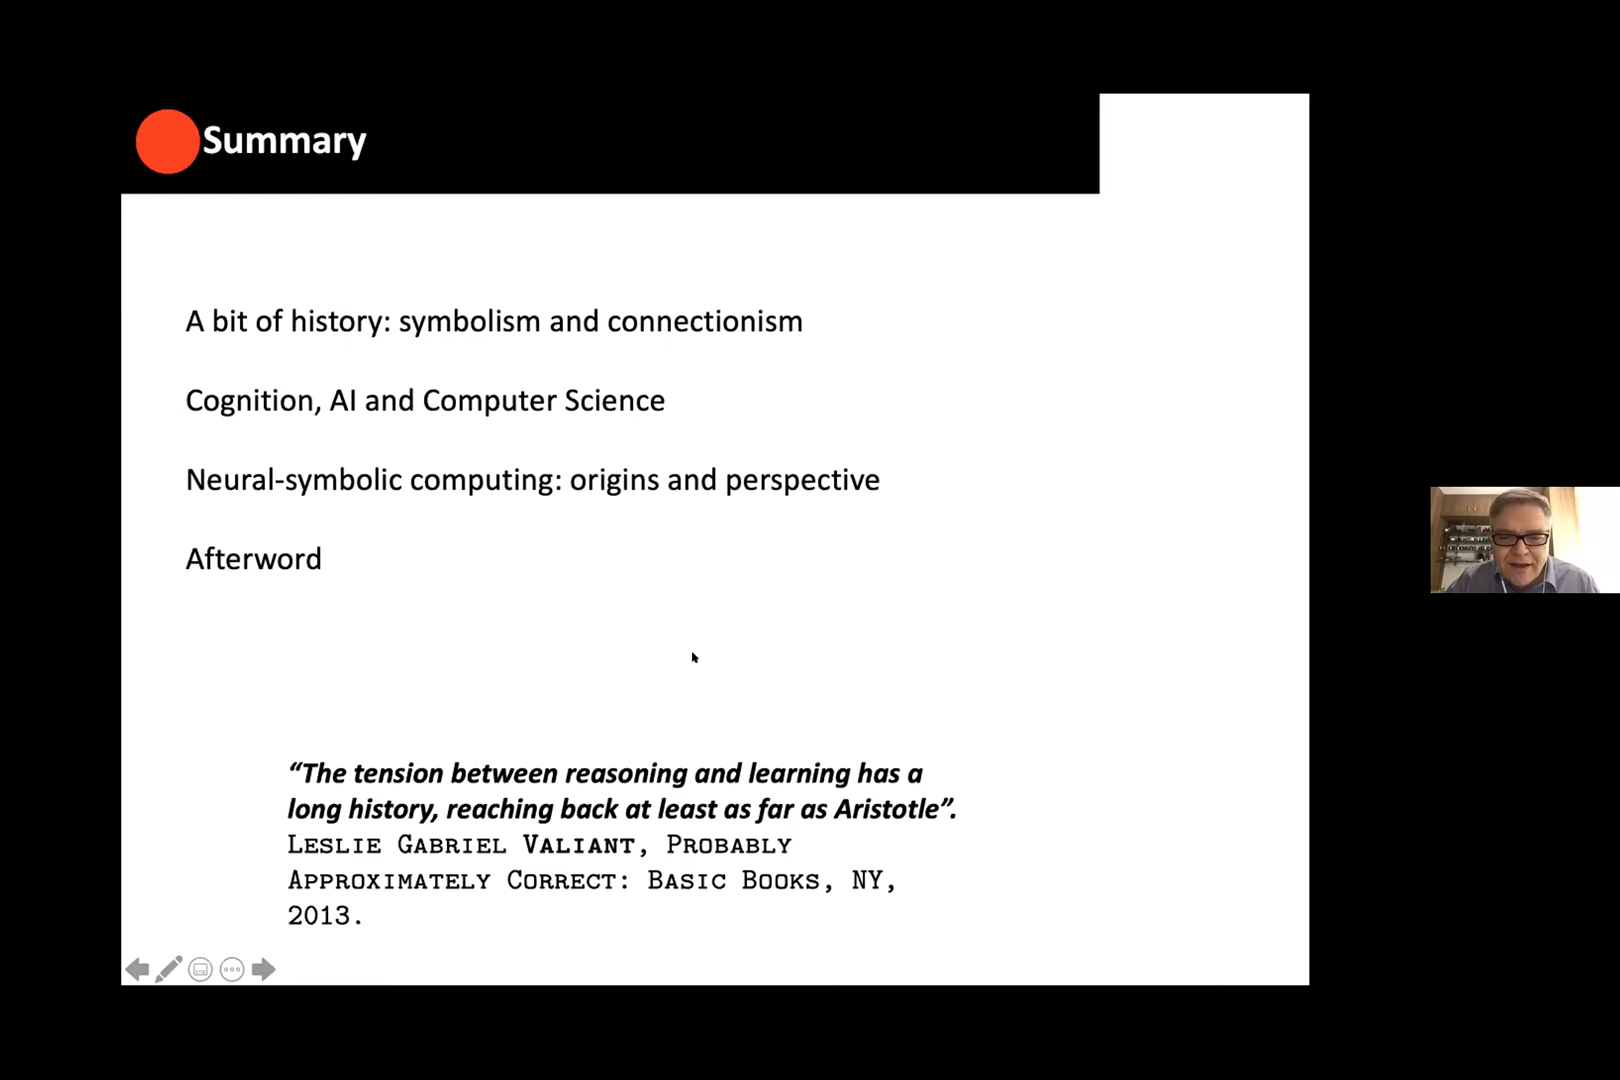 Summary
A bit of history: symbolism and connectionism
Cognition, AI and Computer Science
Neural-symbolic computing: origins and perspective
Afterword
“The tension between reasoning and learning has a
long history, reaching back at least as far as Aristotle”.
Leslie Gabriel Valiant, Probably
Approximately Correct: Basic Books, NY,
2013.